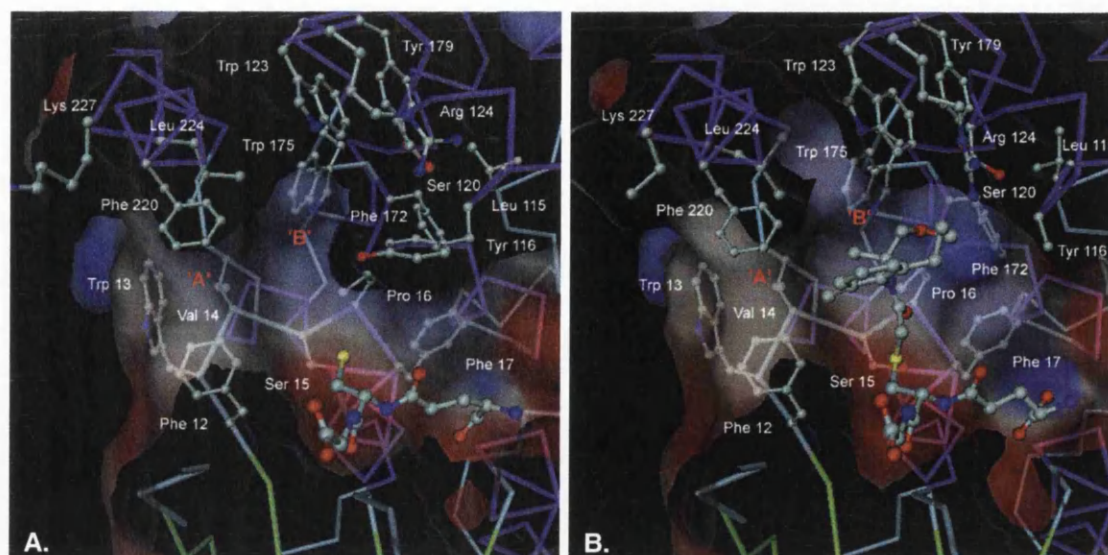 Tyr 179
Trp 123
Lys 227
Arg 124
Leu 224
Trp 175
Ser 120
Phe 220
Phe 172
Leu 115
'B'
Tyr 116
Trp 13
'A'
Pro 16
Val 14
Ser 15
Phe 17
Phe 12
A.
Tyr 179
Trp 123
Lys 227
Leu 224
Arg 124
Leu 11
Trp 175
Ser 120
Phe 220
'B'
Tyr 116
Phe 172
Trp 13
'A'
Pro 16
Val 14
Phe 17
Ser 15
Phe 12
B.